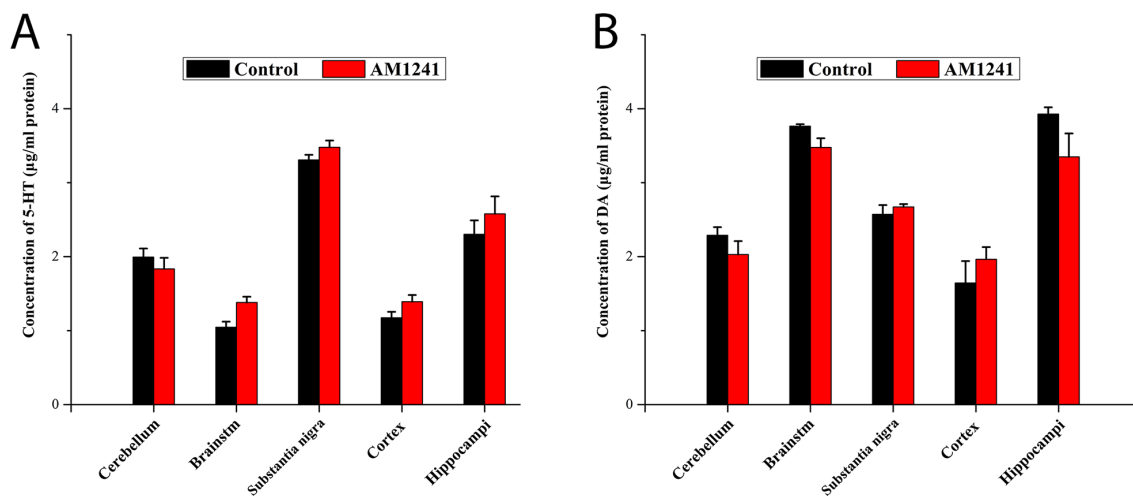 A
Control AM1241
Concentration of 5-HT (µg/ml protein)
4
2
0
Cerebellum
Brainstm
Substantia nigra
Cortex
Hippocampi
B
Control AM1241
Concentration of DA (µg/ml protein)
4
2
0
Cerebellum
Brainstm
Substantia nigra
Cortex
Hippocampi